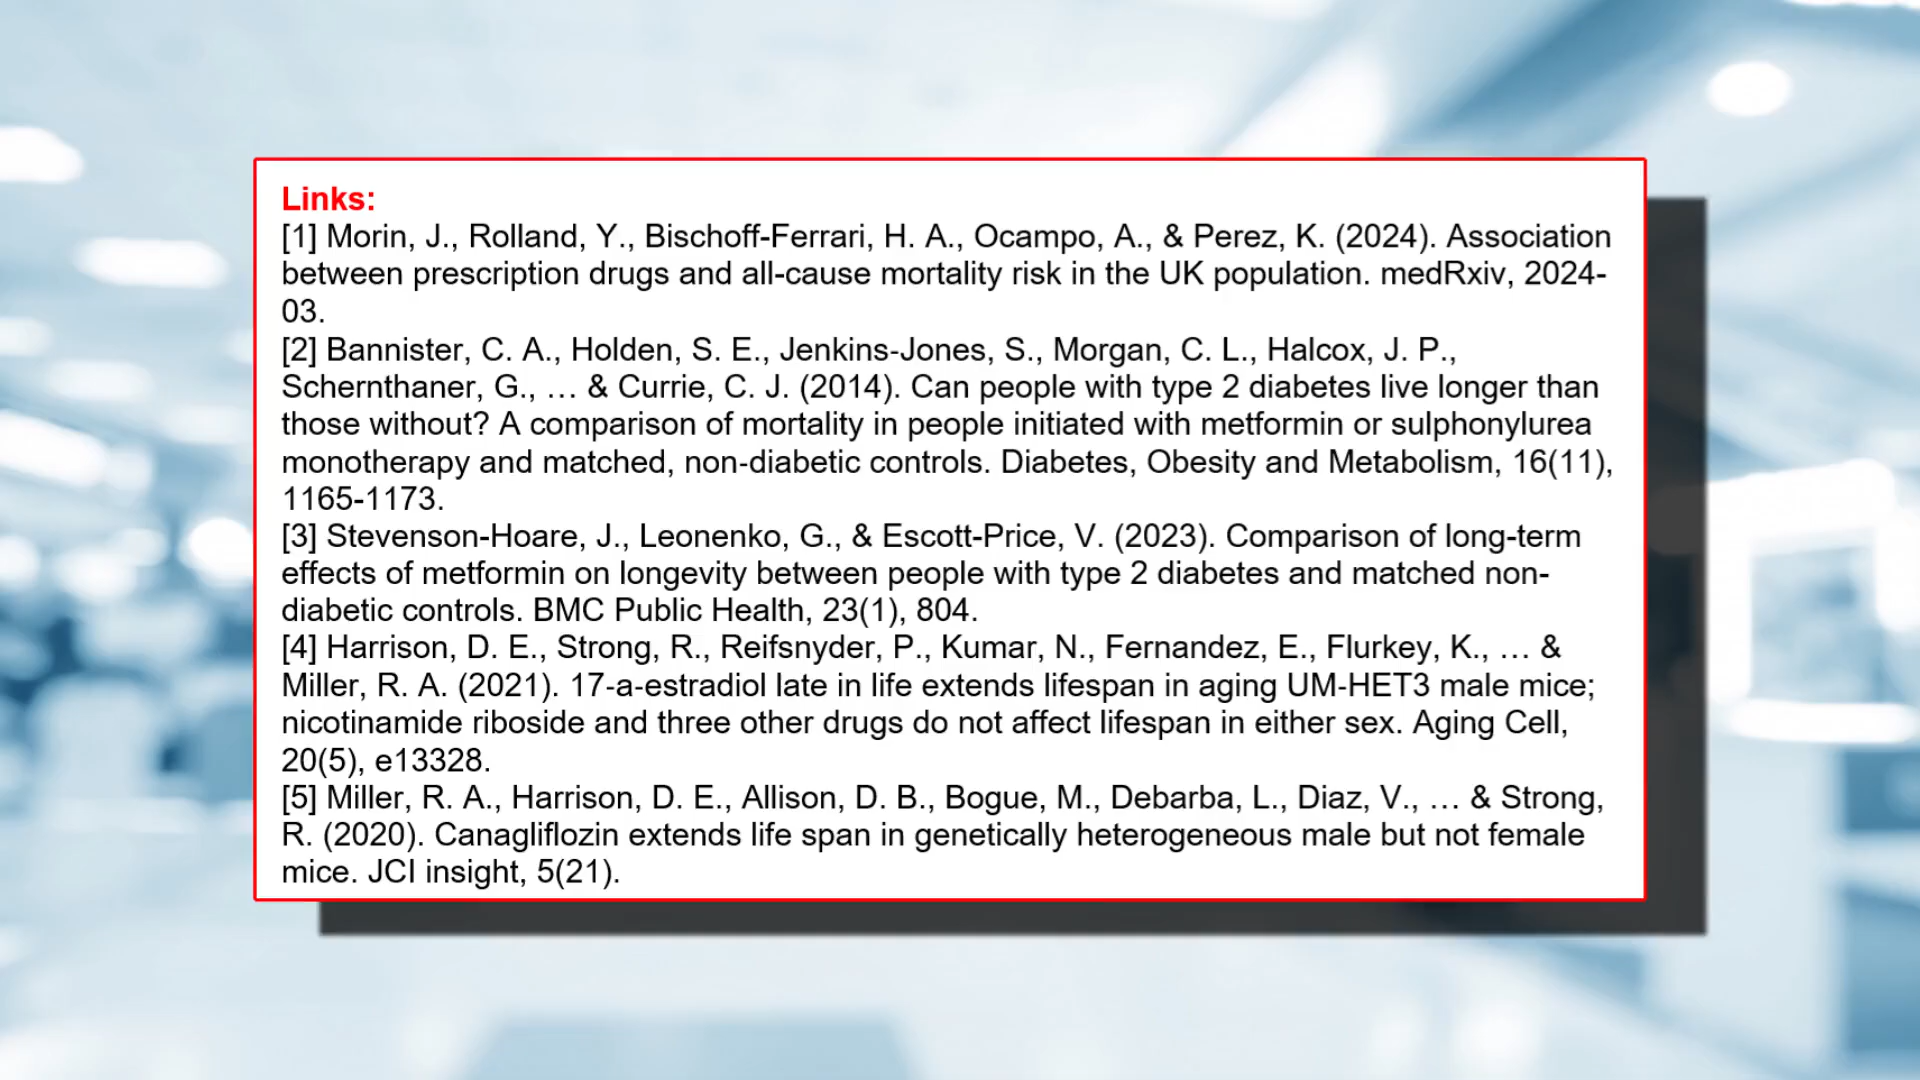 Links:
[1] Morin, J., Rolland, Y., Bischoff-Ferrari, H. A., Ocampo, A., & Perez, K. (2024). Association
between prescription drugs and all-cause mortality risk in the UK population. medRxiv, 2024-
03.
[2] Bannister, C. A., Holden, S. E., Jenkins-Jones, S., Morgan, C. L., Halcox, J. P.,
Schernthaner, G., … & Currie, C. J. (2014). Can people with type 2 diabetes live longer than
those without? A comparison of mortality in people initiated with metformin or sulphonylurea
monotherapy and matched, non-diabetic controls. Diabetes, Obesity and Metabolism, 16(11),
1165-1173.
[3] Stevenson-Hoare, J., Leonenko, G., & Escott-Price, V. (2023). Comparison of long-term
effects of metformin on longevity between people with type 2 diabetes and matched non-
diabetic controls. BMC Public Health, 23(1), 804.
[4] Harrison, D. E., Strong, R., Reifsnyder, P., Kumar, N., Fernandez, E., Flurkey, K., … &
Miller, R. A. (2021). 17-a-estradiol late in life extends lifespan in aging UM-HET3 male mice;
nicotinamide riboside and three other drugs do not affect lifespan in either sex. Aging Cell,
20(5), e13328.
[5] Miller, R. A., Harrison, D. E., Allison, D. B., Bogue, M., Debarba, L., Diaz, V., … & Strong,
R. (2020). Canagliflozin extends life span in genetically heterogeneous male but not female
mice. JCI insight, 5(21).